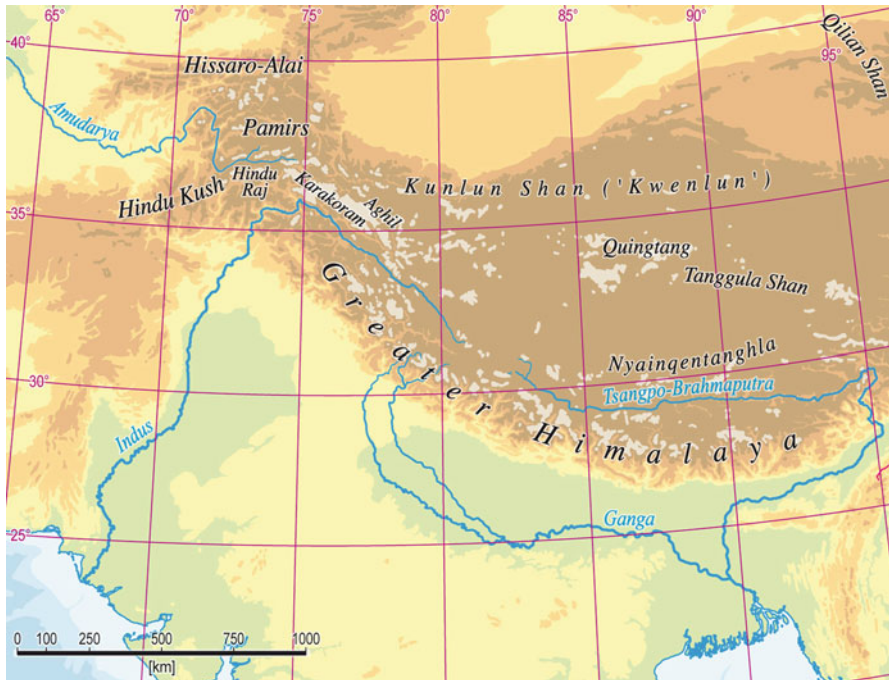 65°
70°
75°
80°
85°
90°
95°
40°
35°
30°
25°
Qilian Shan
Hissaro-Alai
Amudarya
Pamirs
Hindu
Raj
Hindu Kush
Karakoram
Aghil
Kunlun Shan ('Kwenlun')
Quingtang
Tanggula Shan
Greater Himalaya
Nyainqentanghla
Tsangpo-Brahmaputra
Indus
Ganga
0 100 250 500 750 1000
[km]